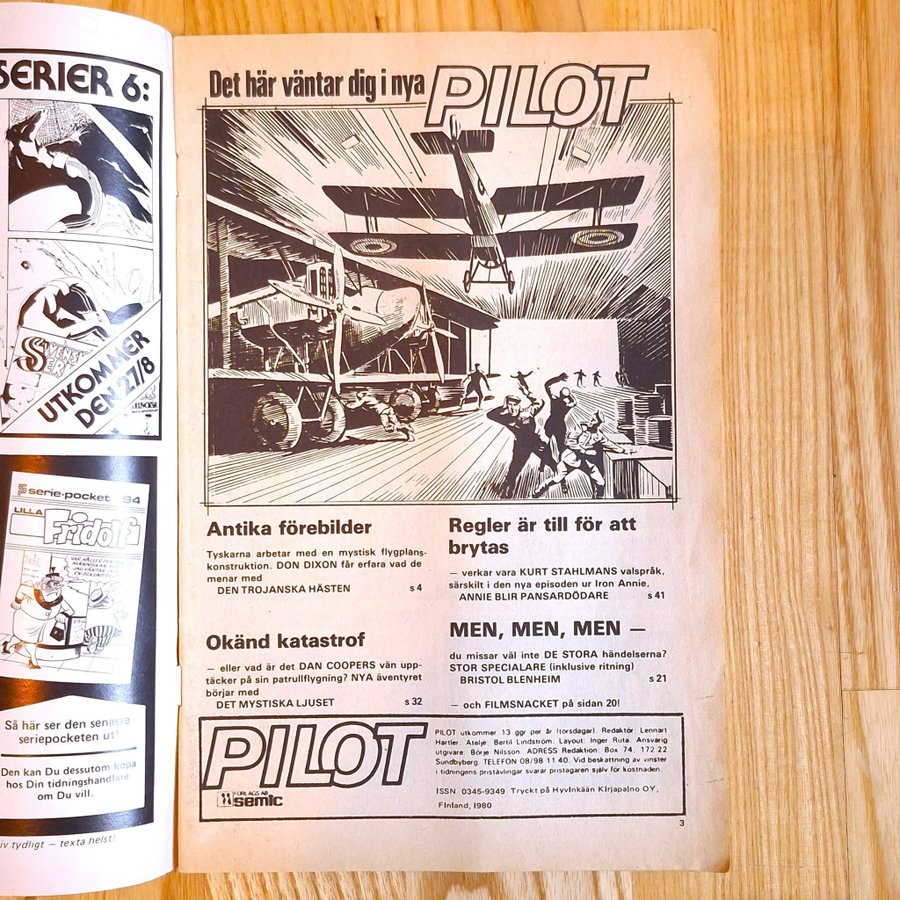 SERIER 6:
UTKOMMER
DEN 27/8
serie-pocket 94
LILLA
Fridolf
Så här ser den senaste
seriepocketen ut!
Den kan Du dessutom köpa
hos Din tidningshandlare
om Du vill.
iv tydligt — texta helst!
Det här väntar dig i nya PILOT
Antika förebilder
Tyskarna arbetar med en mystisk flygplans-
konstruktion. DON DIXON får erfara vad de
menar med
DEN TROJANSKA HÄSTEN s 4
Okänd katastrof
— eller vad är det DAN COOPERS vän upp-
täcker på sin patrullflygning? NYA äventyret
börjar med
DET MYSTISKA LJUSET s 32
Regler är till för att
brytas
— verkar vara KURT STAHLMANS valspråk,
särskilt i den nya episoden ur Iron Annie,
ANNIE BLIR PANSARDÖDARE s 41
MEN, MEN, MEN —
du missar väl inte DE STORA händelserna?
STOR SPECIALARE (inklusive ritning)
BRISTOL BLENHEIM s 21
— och FILMSNACKET på sidan 20!
PILOT
FÖRLAGS AB
semic
PILOT utkommer 13 ggr per år (torsdagar). Redaktör: Lennart
Hartler. Ateljé: Bertil Lindström. Layout: Inger Ruta. Ansvarig
utgivare: Börje Nilsson. ADRESS Redaktion: Box 74, 172 22
Sundbyberg. TELEFON 08/98 11 40. Vid beskattning av vinster
i tidningens pristävlingar svarar pristagaren själv för kostnaden.
ISSN 0345-9349 Tryckt på Hyvinkään Kirjapaino OY,
Finland, 1980
3